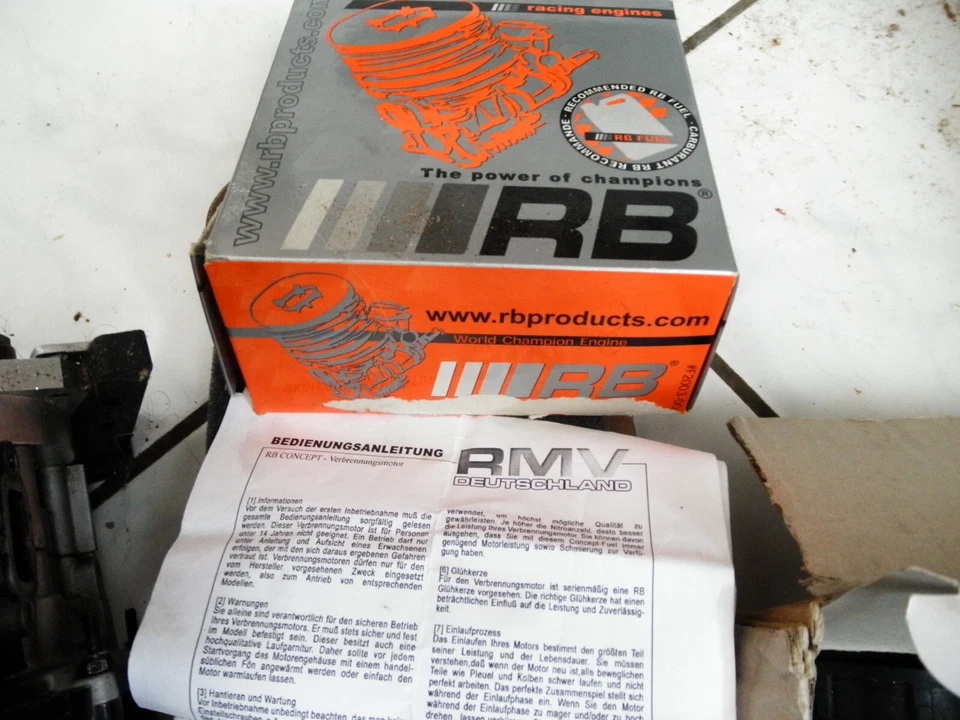 www.rbproducts.com
racing engines
RECOMMENDED RB FUEL · CARBURANT RB RECOMMANDE ·
RB FUEL
The power of champions
RB®
www.rbproducts.com
World Champion Engine
RB®
BEDIENUNGSANLEITUNG
RB CONCEPT - Verbrennungsmotor
RMV
DEUTSCHLAND
[1] Informationen
Vor dem Versuch der ersten Inbetriebnahme muß die
gesamte Bedienungsanleitung sorgfältig gelesen
werden. Dieser Verbrennungsmotor ist für Personen
unter 14 Jahren nicht geeignet. Ein Betrieb darf nur
unter Anleitung und Aufsicht eines Erwachsenen
erfolgen, der mit den sich daraus ergebenen Gefahren
vertraut ist. Verbrennungsmotoren dürfen nur für den
vom Hersteller vorgesehenen Zweck eingesetzt
werden, also zum Antrieb von entsprechenden
Modellen.
[2] Warnungen
Sie alleine sind verantwortlich für den sicheren Betrieb
Ihres Verbrennungsmotors. Er muß stets sicher und fest
im Modell befestigt sein. Dieser besitzt auch eine
hochqualitative Laufgarnitur. Daher sollte vor jedem
Startvorgang das Motorengehäuse mit einem handel-
süblichen Fön angewärmt werden oder einfach den
Motor warmlaufen lassen.
[3] Hantieren und Wartung
Vor Inbetriebnahme unbedingt beachten, das man
verwendet, um höchst mögliche Qualität zu
gewährleisten. Je höher die Nitroanzahl, desto besser
die Leistung Ihres Verbrennungsmotor. Sie können davon
ausgehen, dass Sie mit diesem Concept-Fuel immer
genügend Motorleistung sowie Schmierung zur Verfü-
gung haben.
[6] Glühkerze
Für den Verbrennungsmotor ist serienmäßig eine RB
Glühkerze vorgesehen. Die richtige Glühkerze hat einen
beträchtlichen Einfluß auf die Leistung und Zuverlässig-
keit.
[7] Einlaufprozess
Das Einlaufen Ihres Motors bestimmt den größten Teil
seiner Leistung und der Lebensdauer. Sie müssen
verstehen,daß wenn der Motor neu ist,alle beweglichen
Teile wie Pleuel und Kolben schwer laufen und nicht
perfekt arbeiten. Das perfekte Zusammenspiel stellt sich
während der Einlaufphase ein. Wenn Sie den Motor
während der Einlaufphase zu mager und/oder zu hoch
drehen lassen